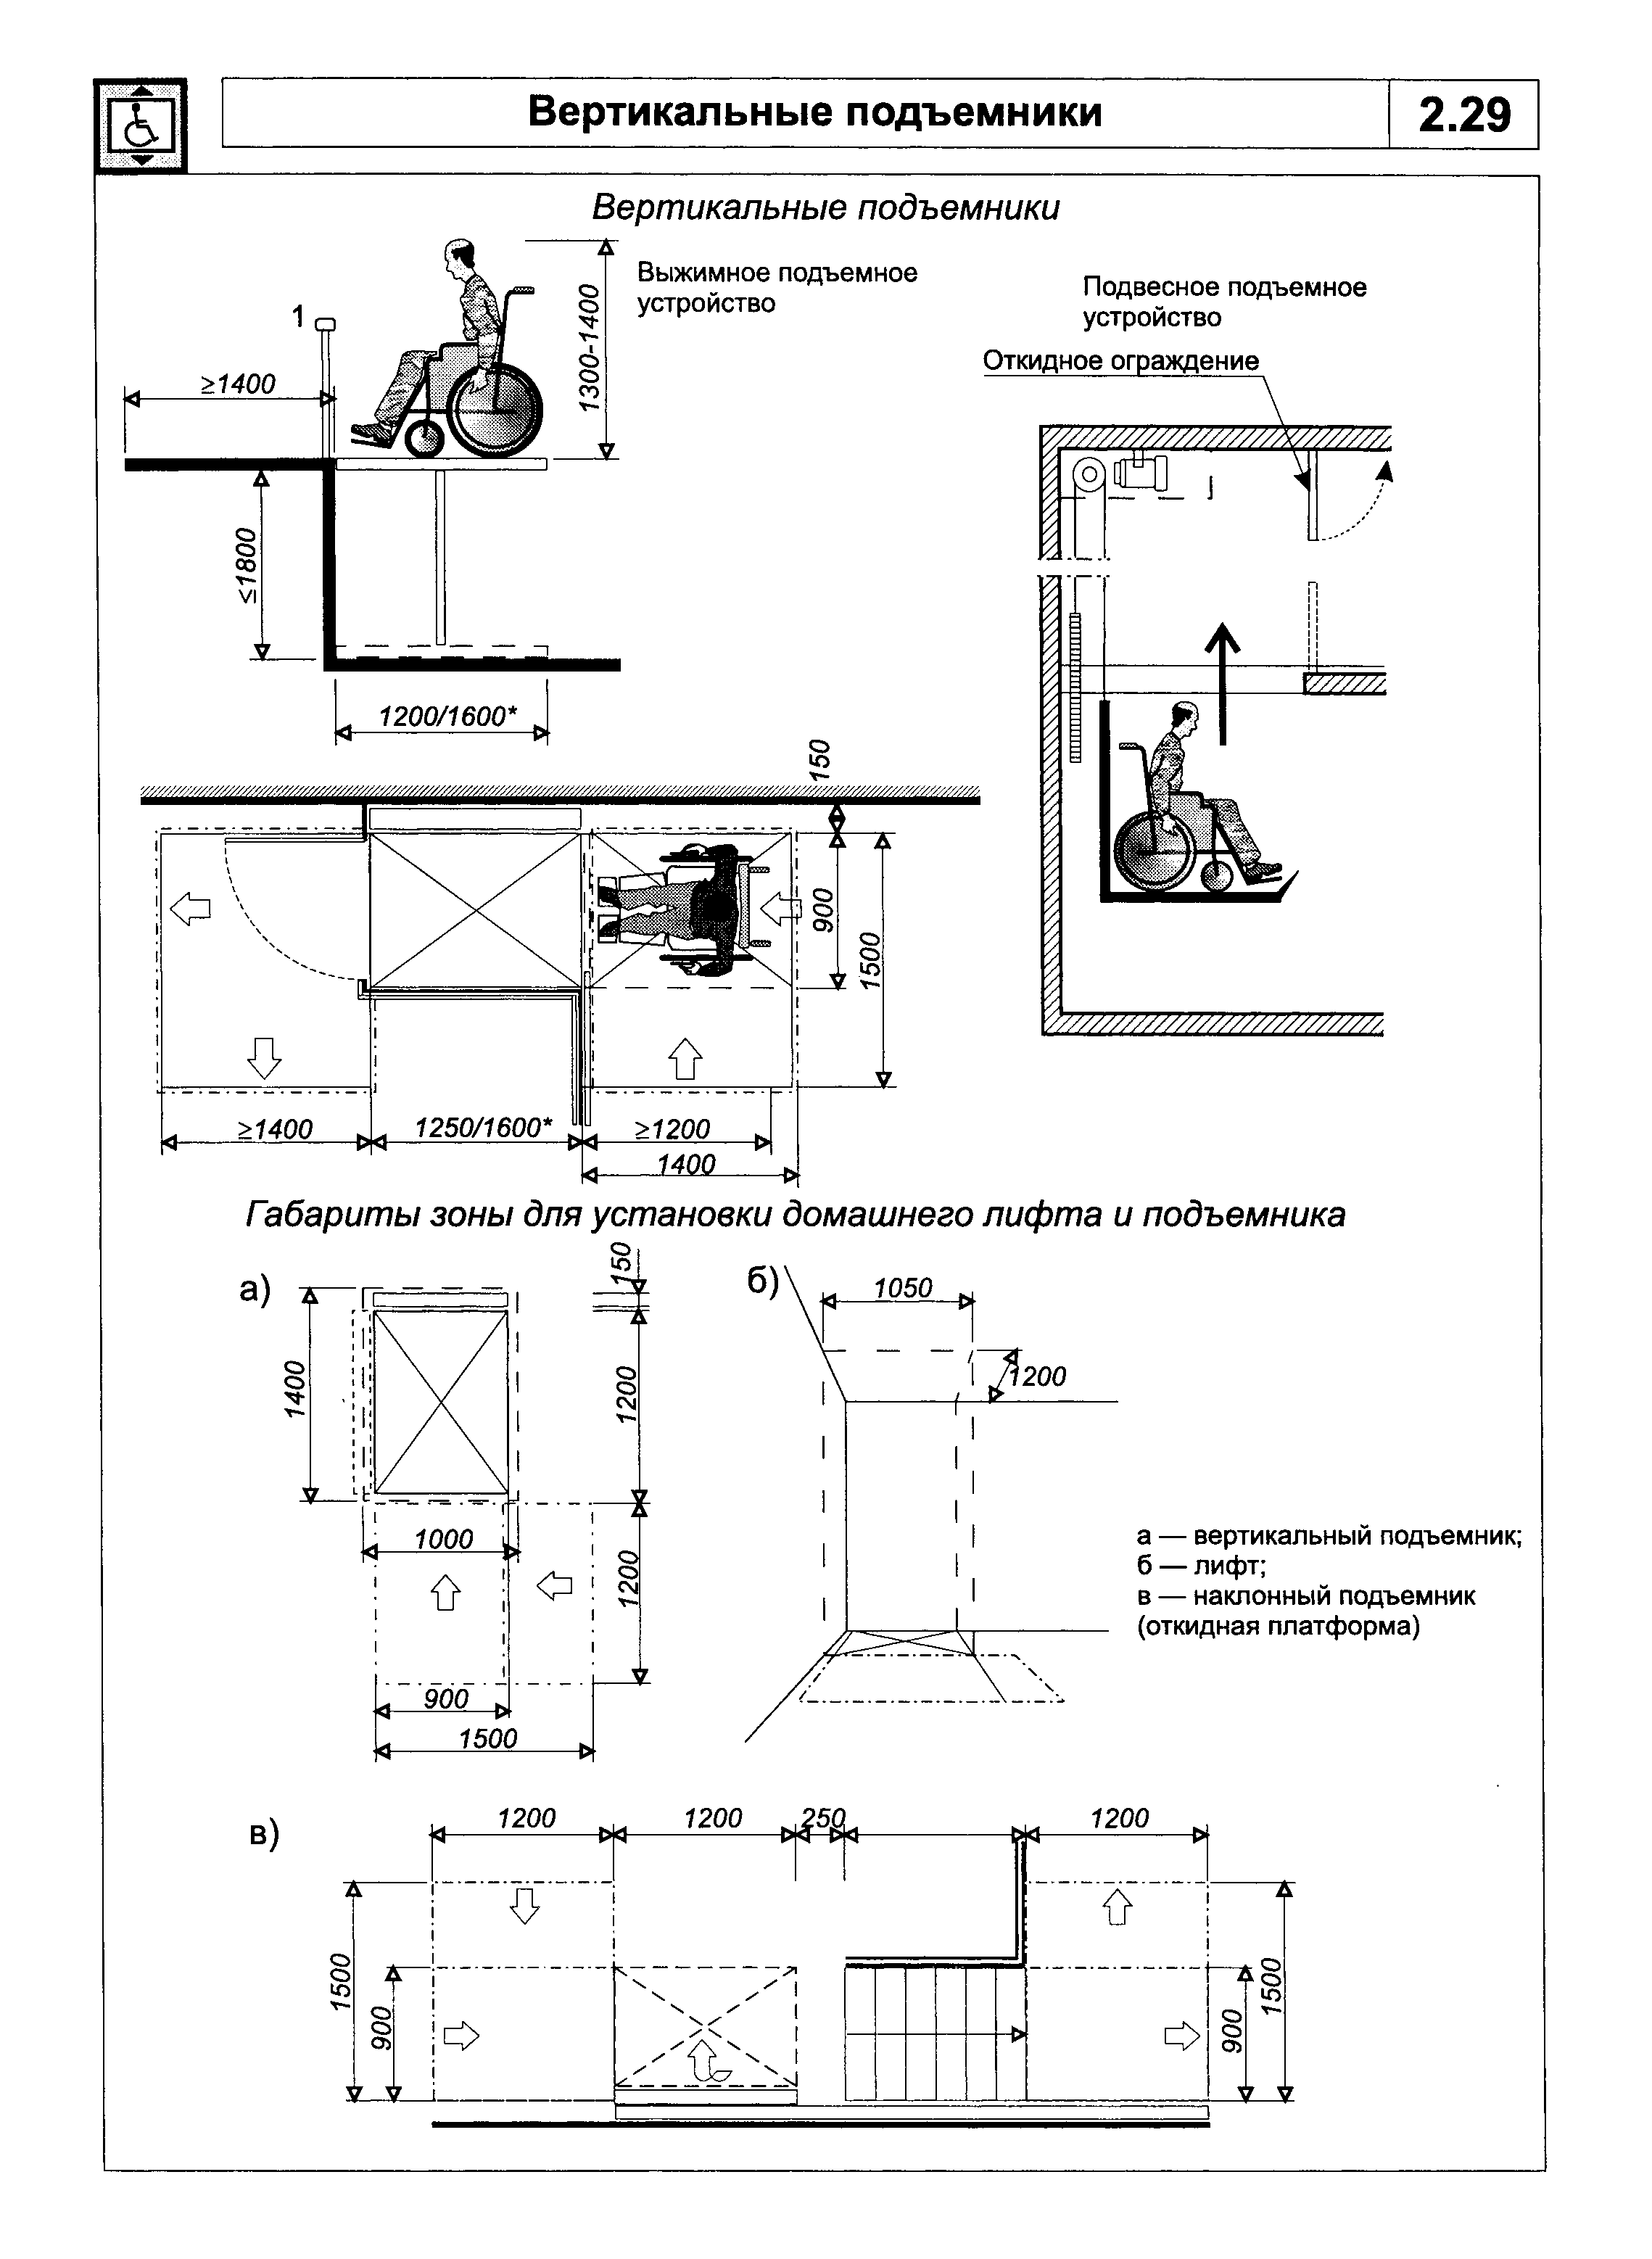 Вертикальные подъемники
2.29
Вертикальные подъемники
Выжимное подъемное
устройство
1300-1400
1
≥1400
≤1800
1200/1600*
Подвесное подъемное
устройство
Откидное ограждение
150
900
1500
≥1400
1250/1600*
≥1200
1400
Габариты зоны для установки домашнего лифта и подъемника
а)
150
1400
1200
1000
1200
900
1500
б)
1050
1200
а — вертикальный подъемник;
б — лифт;
в — наклонный подъемник
(откидная платформа)
в)
1200
1200
250
1200
1500
900
900
1500